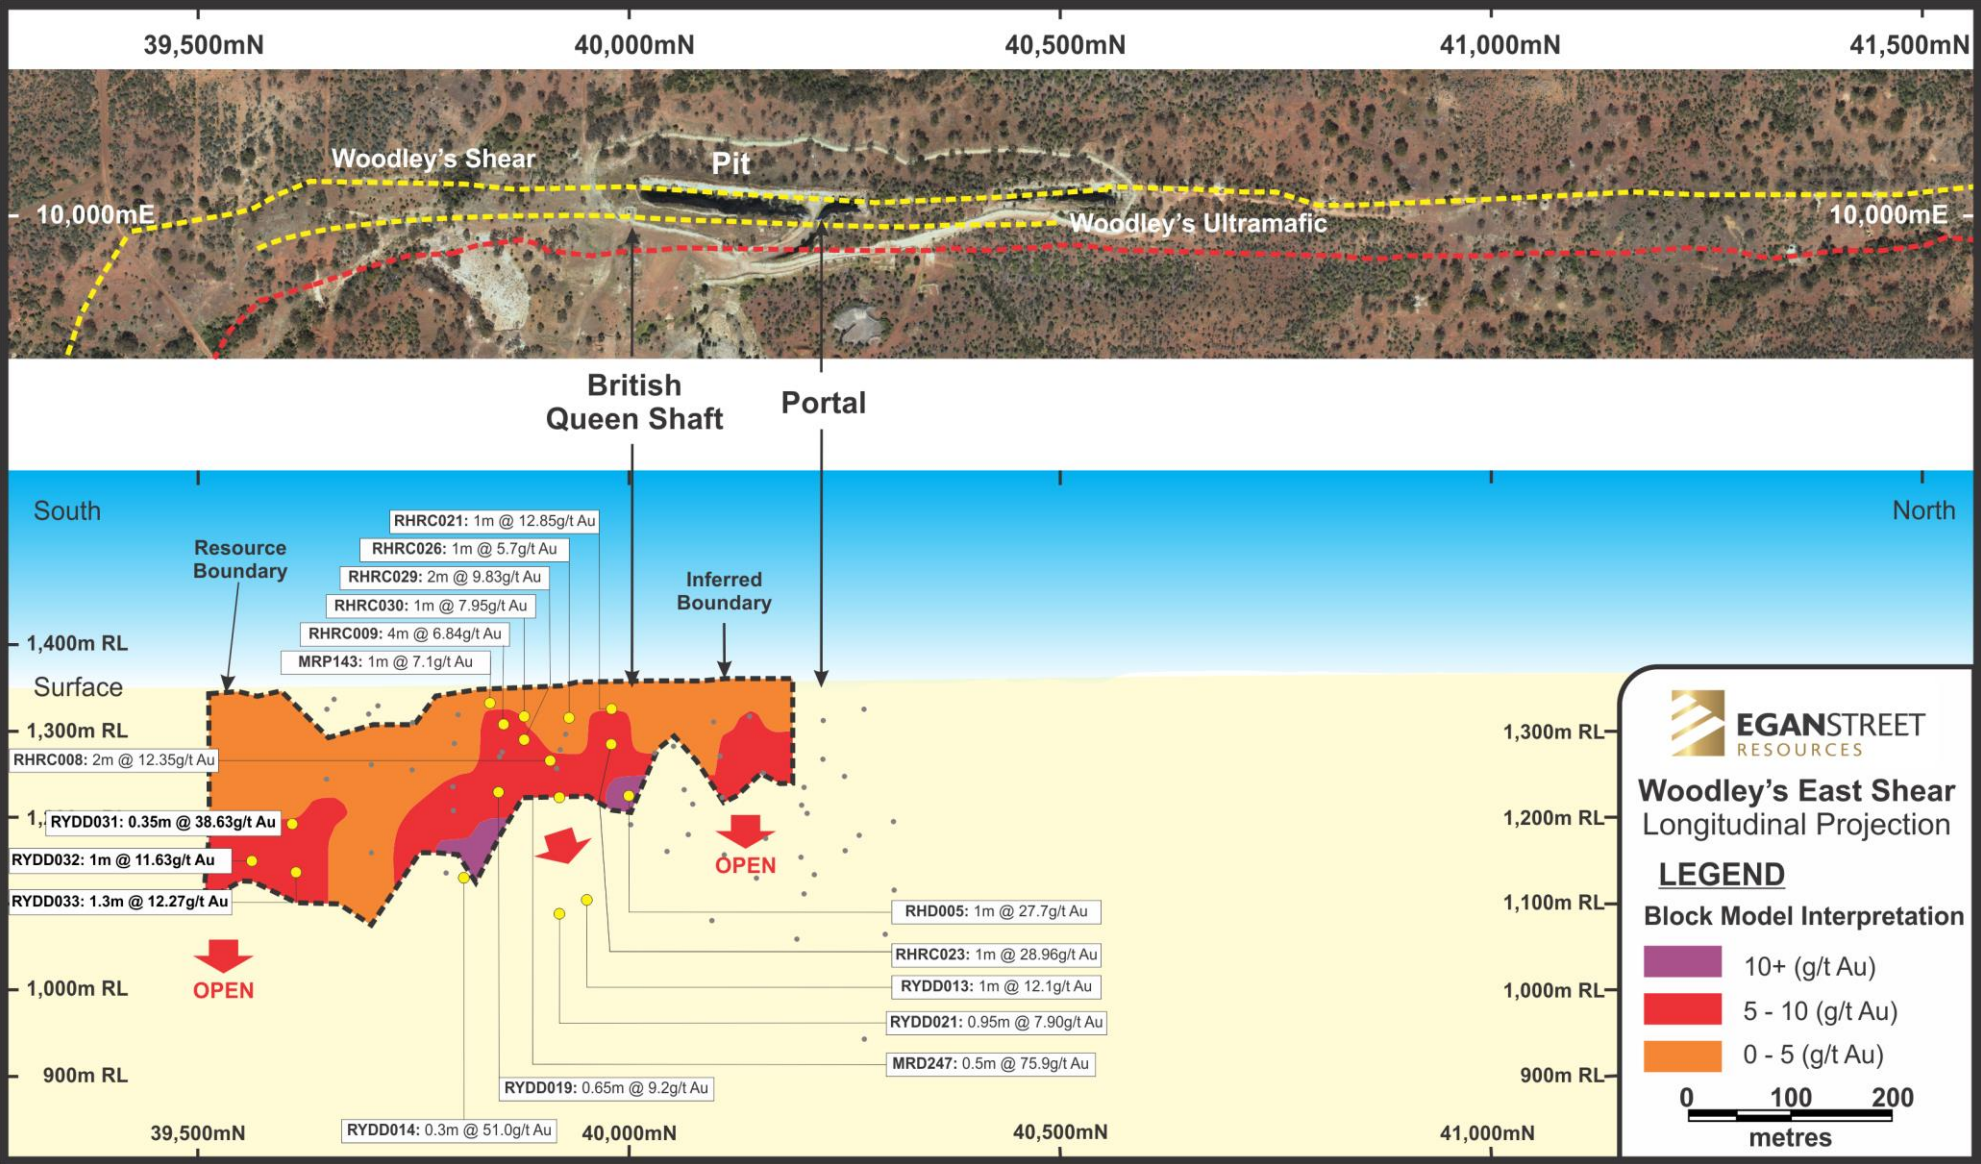 39,500mN
40,000mN
40,500mN
41,000mN
41,500mN
Woodley's Shear
Pit
10,000mE
Woodley's Ultramafic
10,000mE
British
Queen Shaft
Portal
South
North
RHRC021: 1m @ 12.85g/t Au
RHRC026: 1m @ 5.7g/t Au
Resource
Boundary
RHRC029: 2m @ 9.83g/t Au
Inferred
Boundary
RHRC030: 1m @ 7.95g/t Au
RHRC009: 4m @ 6.84g/t Au
1,400m RL
MRP143: 1m @ 7.1g/t Au
Surface
1,300m RL
1,300m RL
RHRC008: 2m @ 12.35g/t Au
RYDD031: 0.35m @ 38.63g/t Au
1,200m RL
RYDD032: 1m @ 11.63g/t Au
OPEN
RYDD033: 1.3m @ 12.27g/t Au
RHD005: 1m @ 27.7g/t Au
1,100m RL
RHRC023: 1m @ 28.96g/t Au
1,000m RL
OPEN
RYDD013: 1m @ 12.1g/t Au
1,000m RL
RYDD021: 0.95m @ 7.90g/t Au
MRD247: 0.5m @ 75.9g/t Au
900m RL
900m RL
RYDD019: 0.65m @ 9.2g/t Au
RYDD014: 0.3m @ 51.0g/t Au
39,500mN
40,000mN
40,500mN
41,000mN
EGANSTREET
RESOURCES
Woodley's East Shear
Longitudinal Projection
LEGEND
Block Model Interpretation
10+ (g/t Au)
5 - 10 (g/t Au)
0 - 5 (g/t Au)
0 100 200
metres